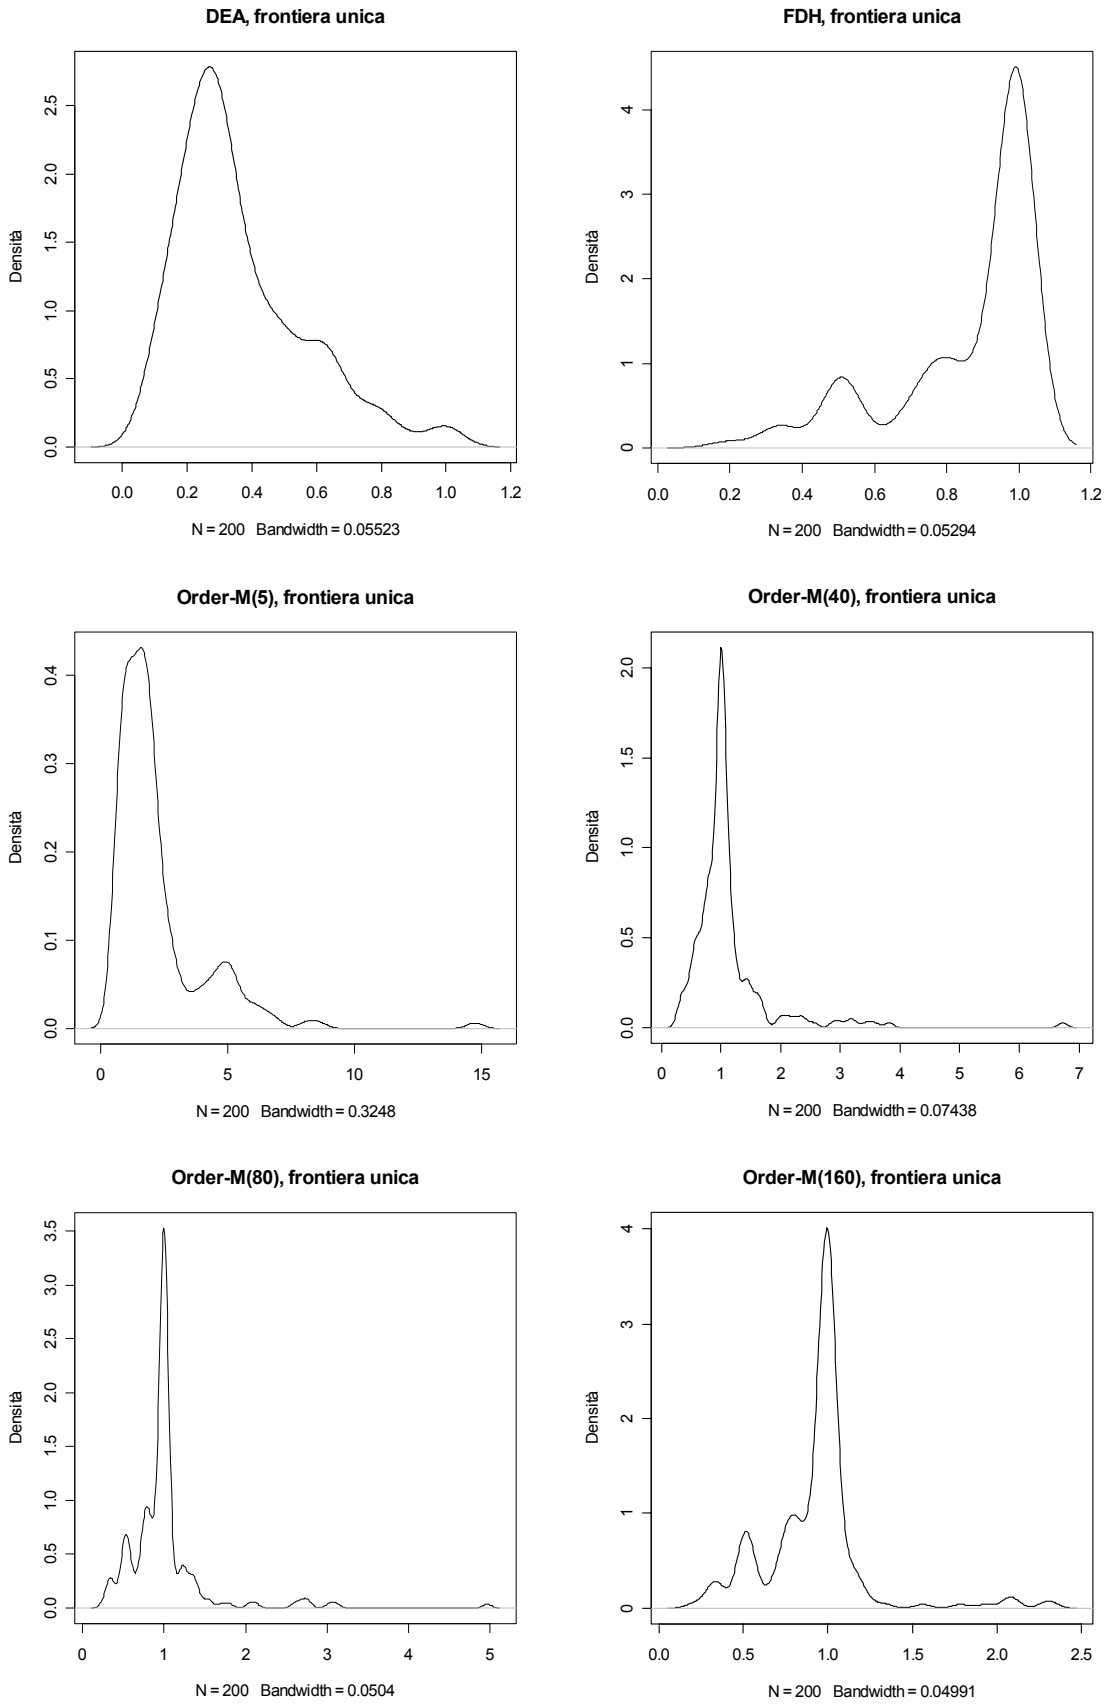 DEA, frontiera unica
Densità
0.0 0.5 1.0 1.5 2.0 2.5
0.0 0.2 0.4 0.6 0.8 1.0 1.2
N = 200 Bandwidth = 0.05523
FDH, frontiera unica
Densità
0 1 2 3 4
0.0 0.2 0.4 0.6 0.8 1.0 1.2
N = 200 Bandwidth = 0.05294
Order-M(5), frontiera unica
Densità
0.0 0.1 0.2 0.3 0.4
0 5 10 15
N = 200 Bandwidth = 0.3248
Order-M(40), frontiera unica
Densità
0.0 0.5 1.0 1.5 2.0
0 1 2 3 4 5 6 7
N = 200 Bandwidth = 0.07438
Order-M(80), frontiera unica
Densità
0.0 0.5 1.0 1.5 2.0 2.5 3.0 3.5
0 1 2 3 4 5
N = 200 Bandwidth = 0.0504
Order-M(160), frontiera unica
Densità
0 1 2 3 4
0.0 0.5 1.0 1.5 2.0 2.5
N = 200 Bandwidth = 0.04991